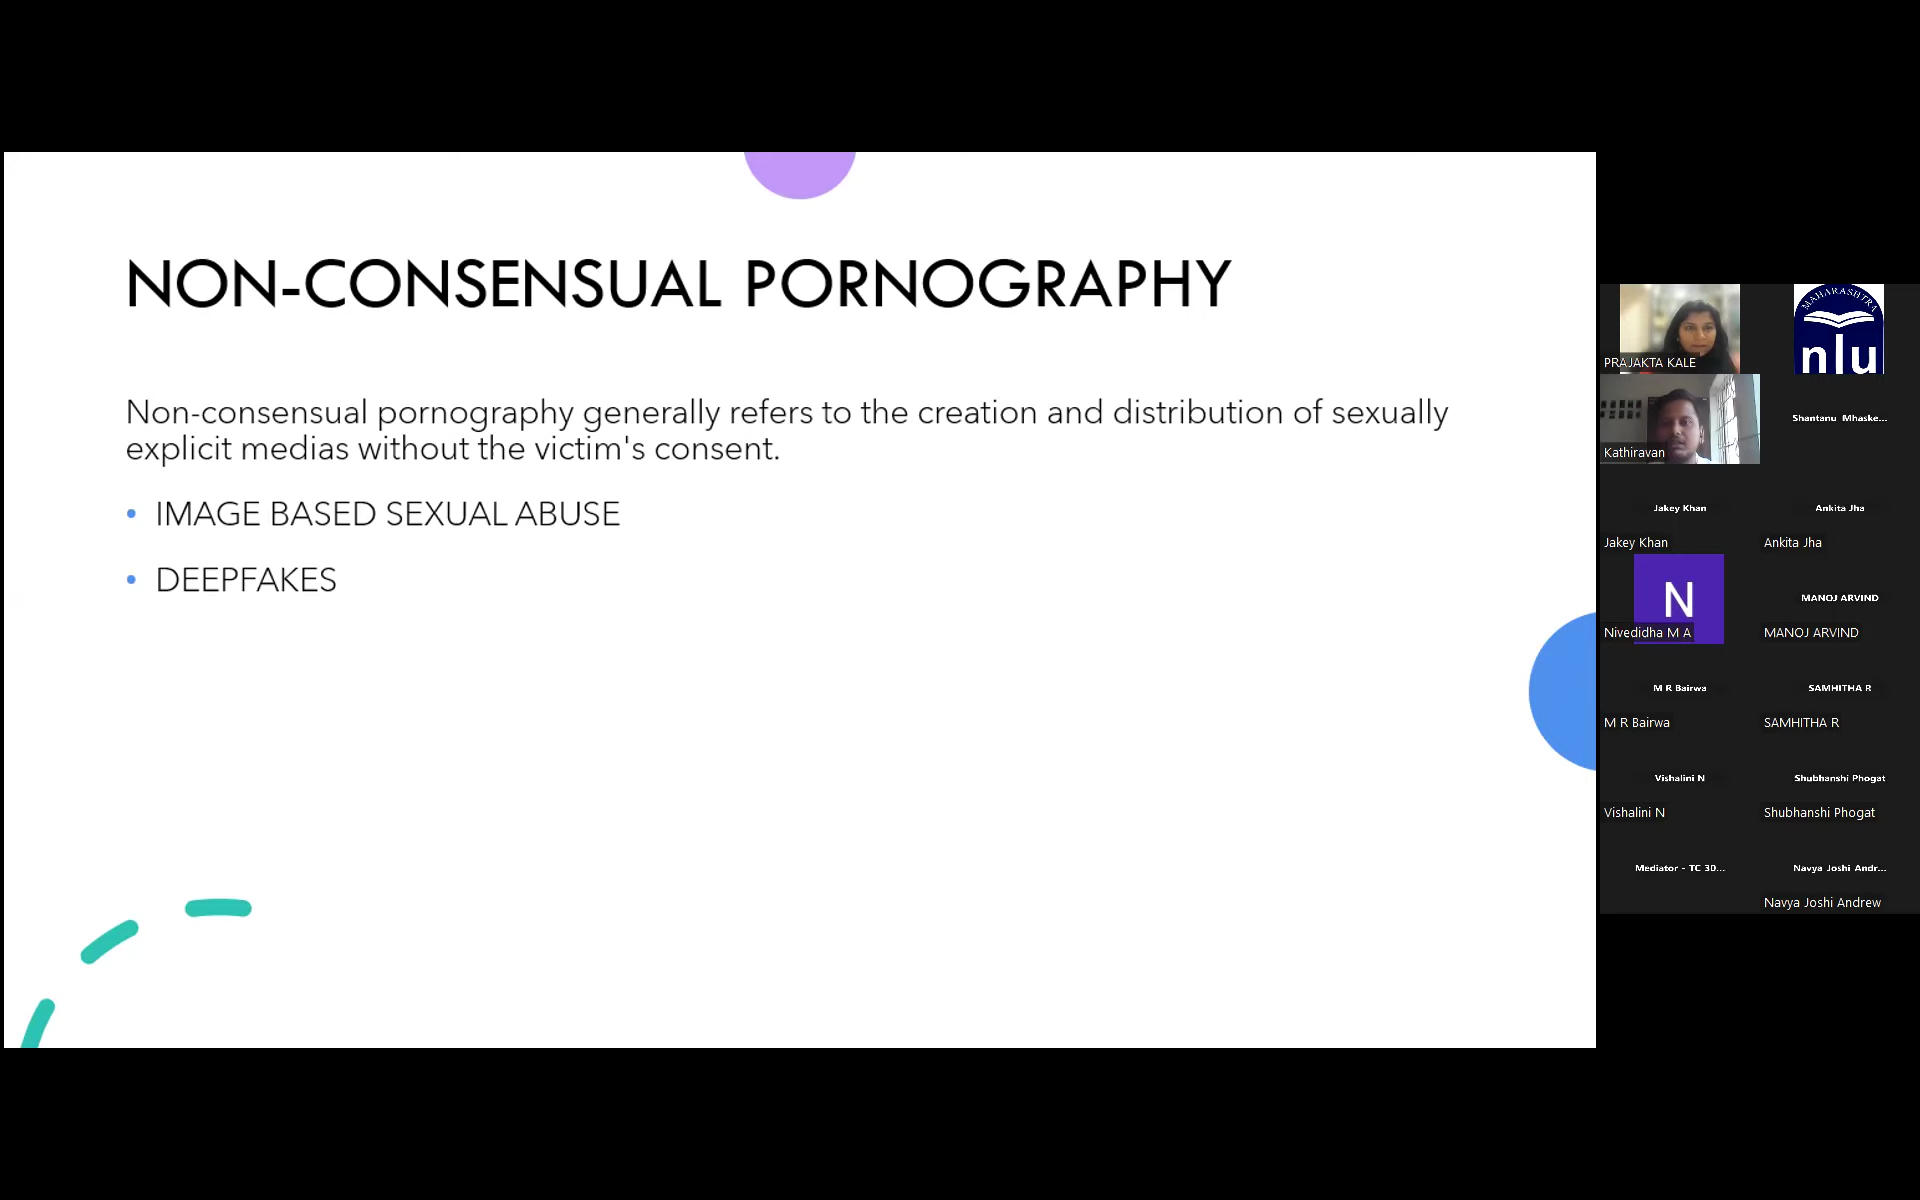 NON-CONSENSUAL PORNOGRAPHY
Non-consensual pornography generally refers to the creation and distribution of sexually
explicit medias without the victim's consent.
• IMAGE BASED SEXUAL ABUSE
• DEEPFAKES
PRAJAKTA KALE
MAHARASHTRA
nlu
Kathiravan
Shantanu Mhaske...
Jakey Khan
Jakey Khan
Ankita Jha
Ankita Jha
N
Nivedidha M A
MANOJ ARVIND
MANOJ ARVIND
M R Bairwa
M R Bairwa
SAMHITHA R
SAMHITHA R
Vishalini N
Vishalini N
Shubhanshi Phogat
Shubhanshi Phogat
Mediator - TC 30...
Navya Joshi Andr...
Navya Joshi Andrew